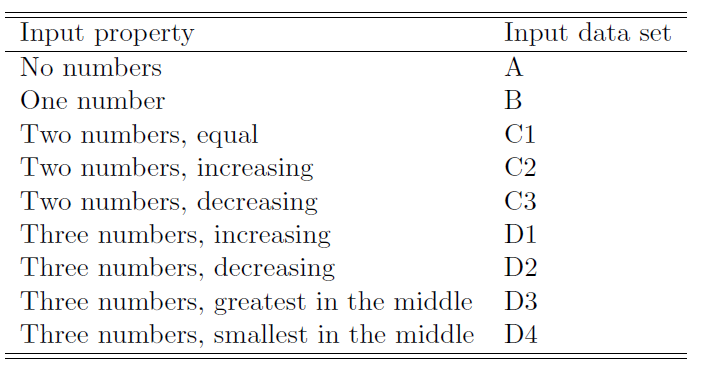 Input property Input data set
No numbers A
One number B
Two numbers, equal C1
Two numbers, increasing C2
Two numbers, decreasing C3
Three numbers, increasing D1
Three numbers, decreasing D2
Three numbers, greatest in the middle D3
Three numbers, smallest in the middle D4